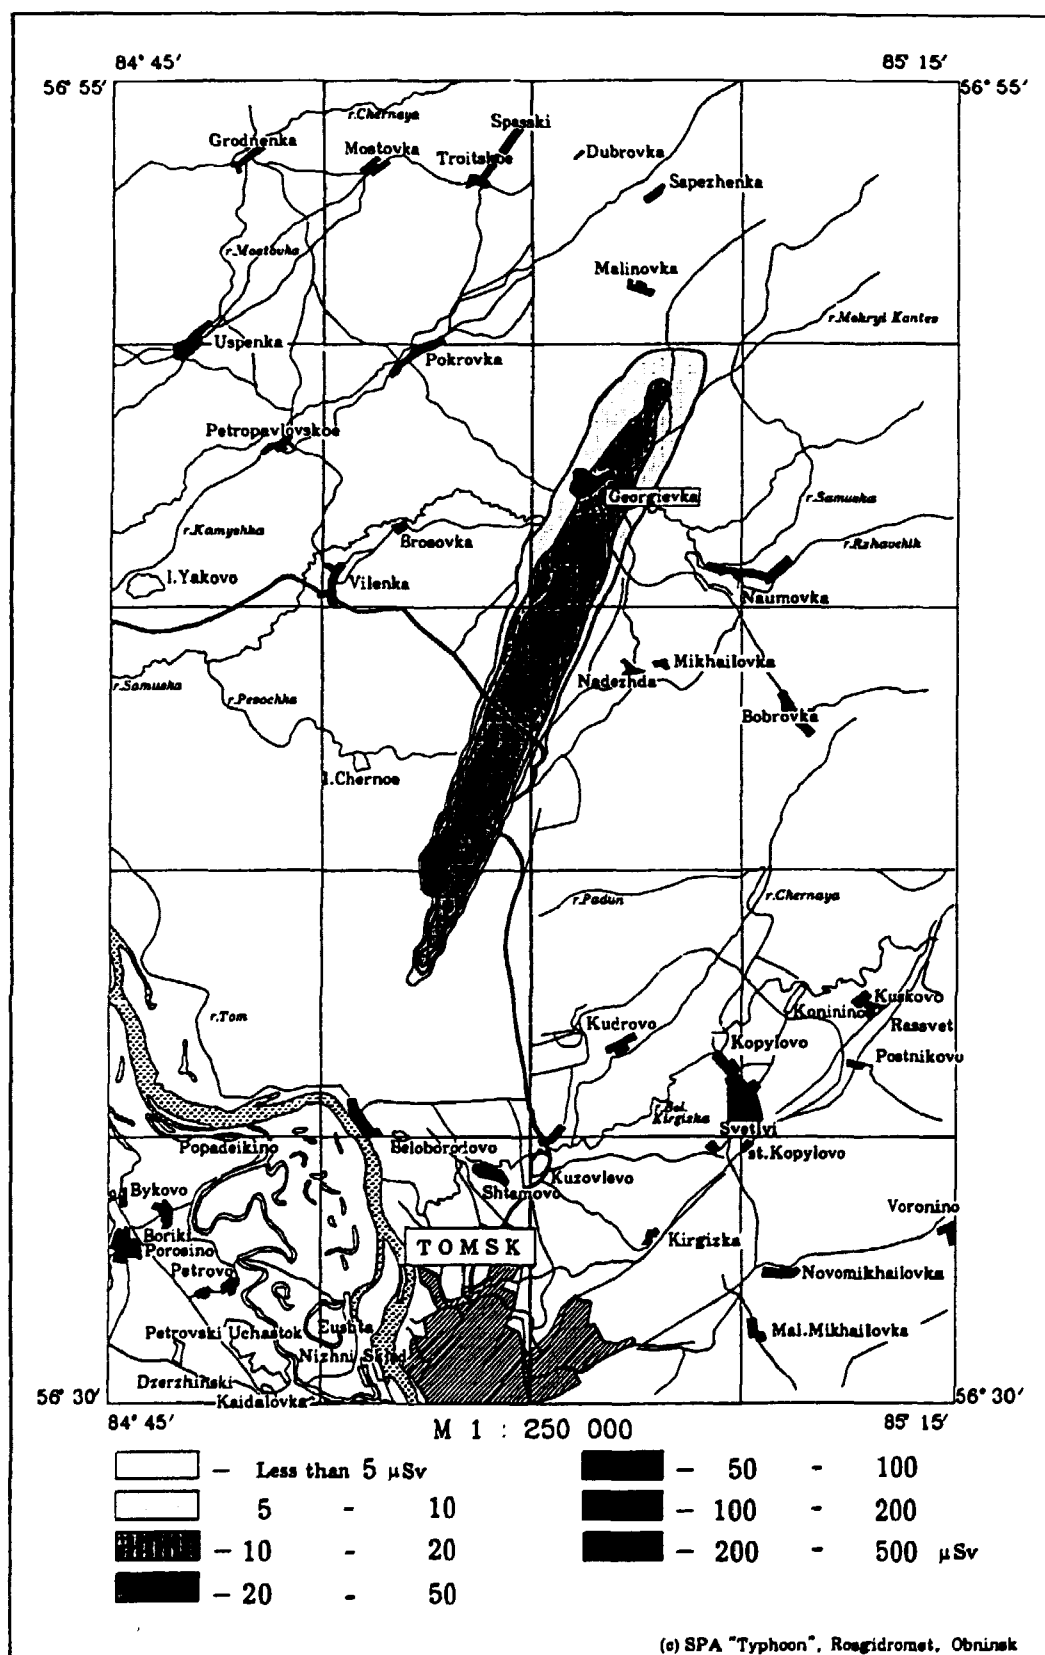 84° 45′ 85° 15′
56° 55′ 56° 55′
r.Chernaya
Spasski
Grodnenka
Mostovka
Troitskoe
Dubrovka
Sapezhenka
r.Mostovka
Malinovka
r.Mokryi Kantes
Uspenka
Pokrovka
Petropavlovskoe
Georgievka
r.Samuska
r.Kamyshka
Brosovka
r.Rzhavchik
l.Yakovo
Vilenka
Naumovka
Mikhailovka
r.Samuska
Nadezhda
r.Pesochka
Bobrovka
l.Chernoe
r.Padun
r.Chernaya
Kuskovo
Koninino
r.Tom
Rassvet
Kudrovo
Kopylovo
Postnikovo
r.Bol.
Kirgizka
Svetlyi
Popadeikino
Beloborodovo
st.Kopylovo
Kuzovlevo
Bykovo
Shtamovo
Voronino
Boriki
TOMSK
Kirgizka
Porosino
Petrovo
Novomikhailovka
Petrovski Uchastok
Eushta
Mal.Mikhailovka
Nizhni Sklad
Dzerzhinski
56° 30′ 56° 30′
Kaidalovka
84° 45′ 85° 15′
M 1 : 250 000
– Less than 5 μSv
5 - 10
– 10 - 20
– 20 - 50
– 50 - 100
– 100 - 200
– 200 - 500 μSv
(c) SPA "Typhoon", Rosgidromet, Obninsk